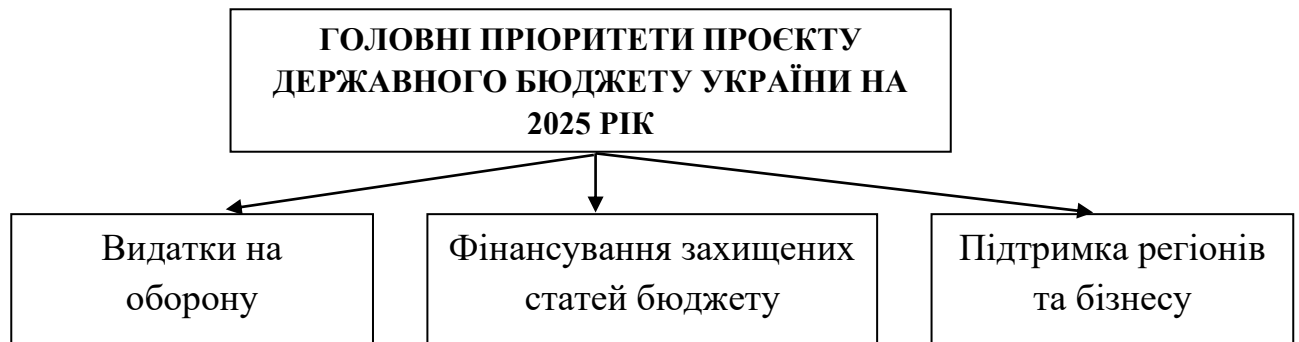 ГОЛОВНІ ПРІОРИТЕТИ ПРОЄКТУ
ДЕРЖАВНОГО БЮДЖЕТУ УКРАЇНИ НА
2025 РІК
Видатки на
оборону
Фінансування захищених
статей бюджету
Підтримка регіонів
та бізнесу